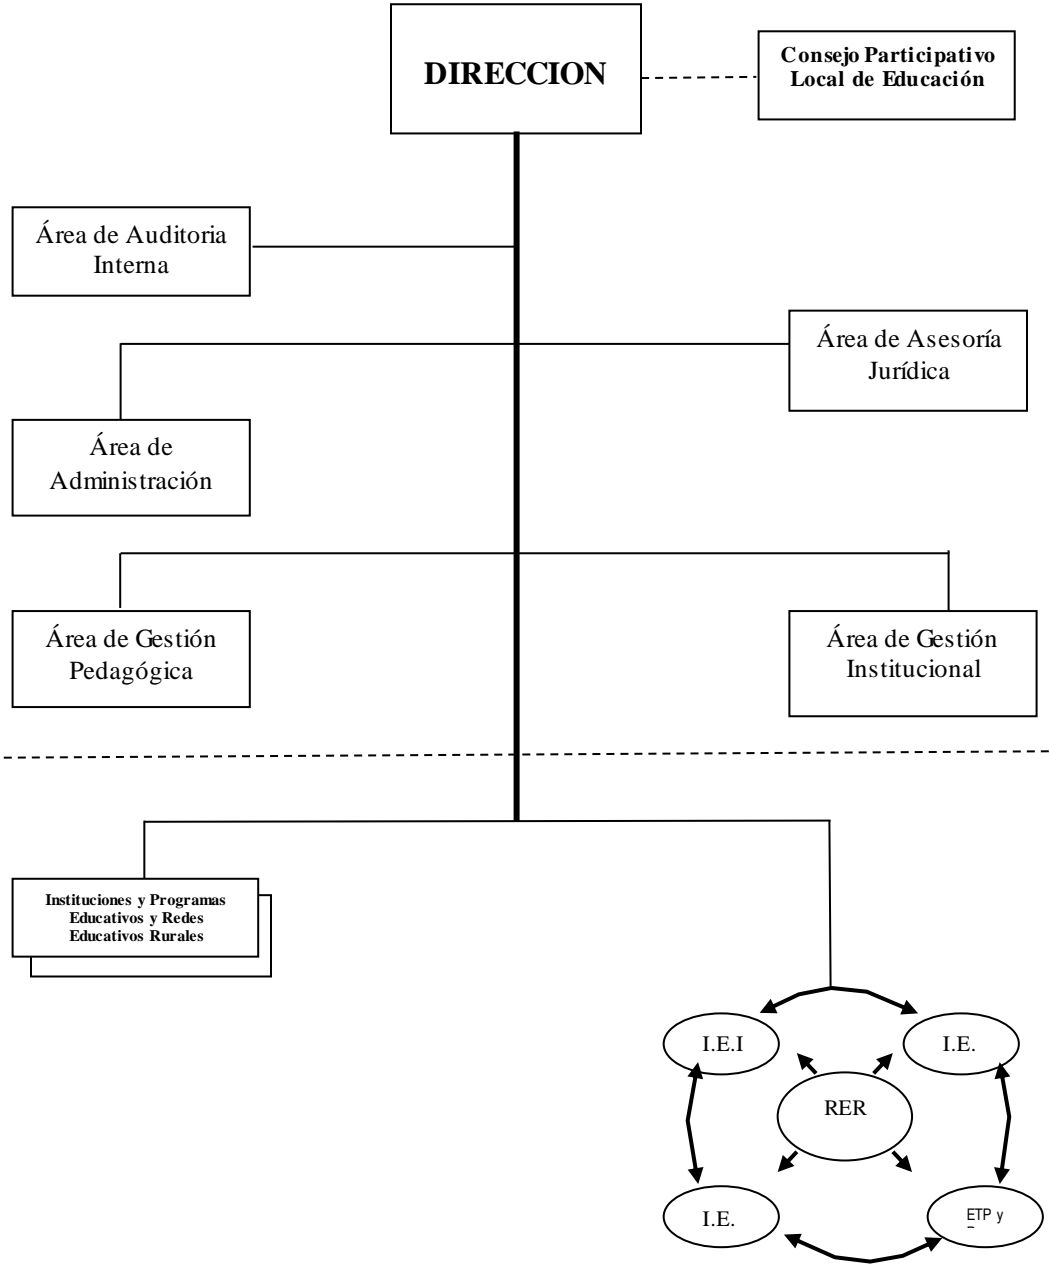 DIRECCION
Consejo Participativo
Local de Educación
Área de Auditoria
Interna
Área de Asesoría
Jurídica
Área de
Administración
Área de Gestión
Pedagógica
Área de Gestión
Institucional
Instituciones y Programas
Educativos y Redes
Educativos Rurales
I.E.I
I.E.
RER
I.E.
ETP y